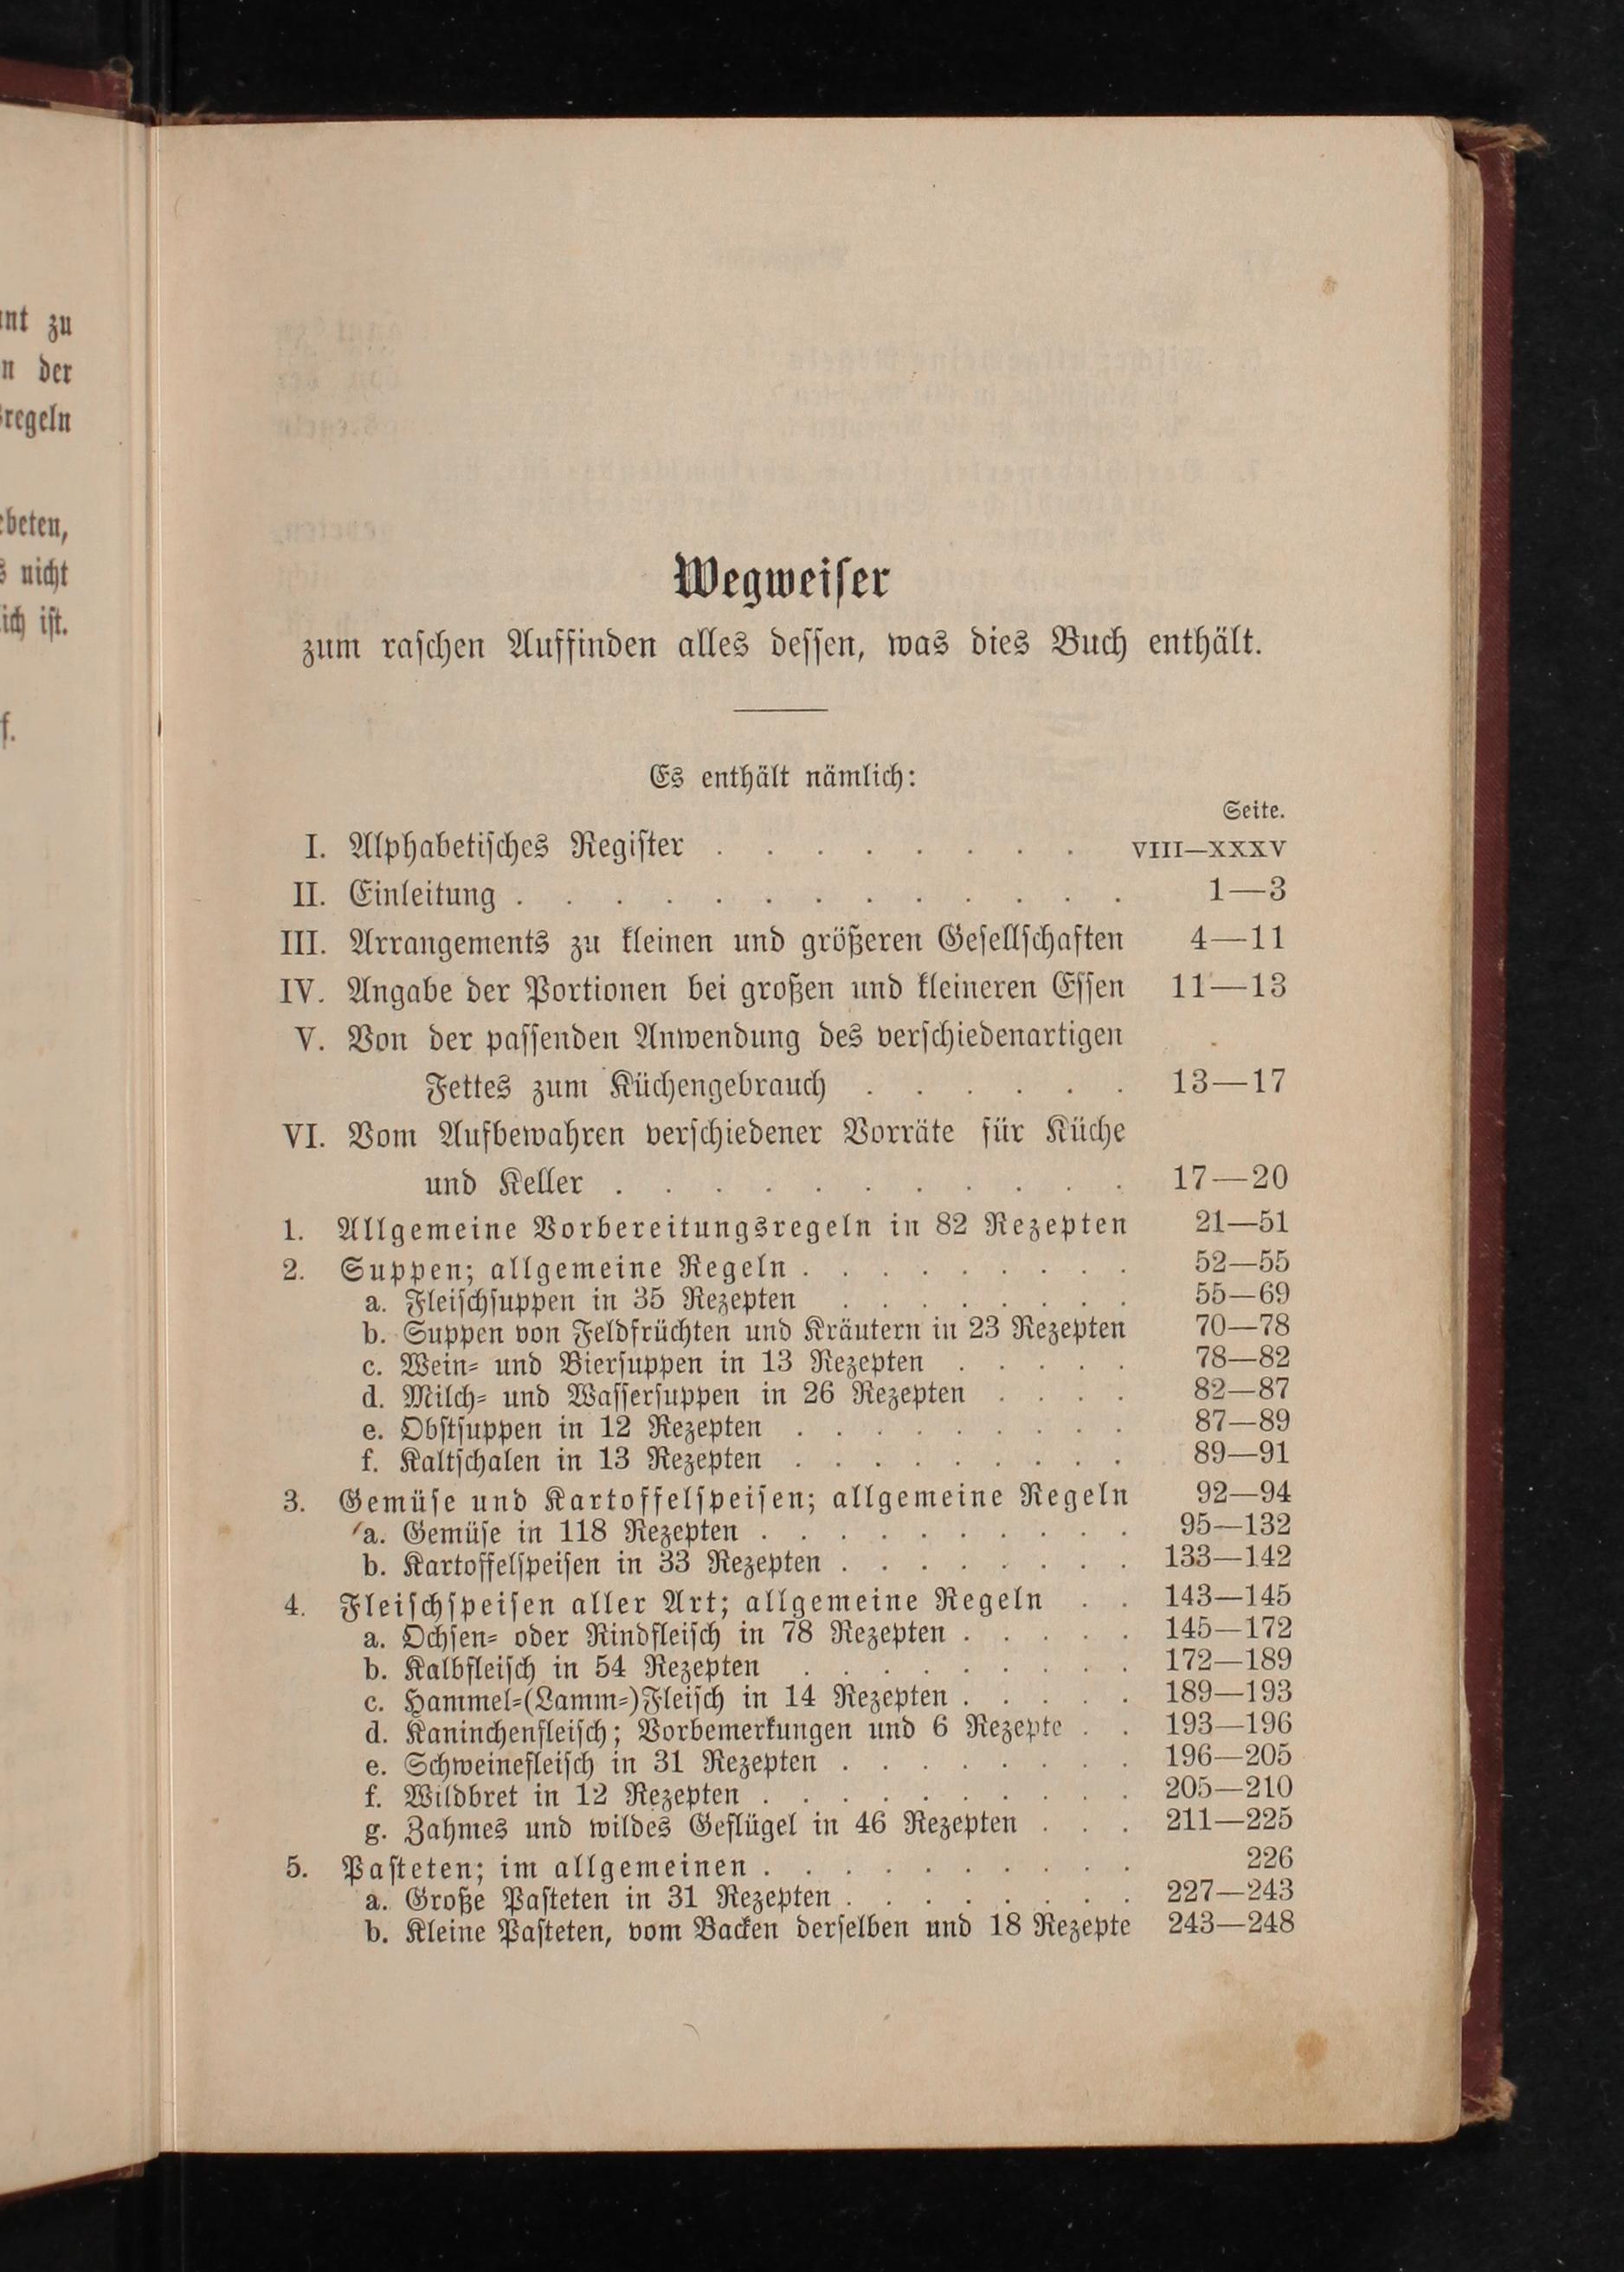 unt zu
n der
sregeln
ebeten,
s nicht
ich ist.
f.
Wegweiser
zum raschen Auffinden alles dessen, was dies Buch enthält.
Es enthält nämlich:
Seite.
I. Alphabetisches Register . . . . . . . . VIII—XXXV
II. Einleitung . . . . . . . . . . . . . 1—3
III. Arrangements zu kleinen und größeren Gesellschaften 4—11
IV. Angabe der Portionen bei großen und kleineren Essen 11—13
V. Von der passenden Anwendung des verschiedenartigen
Fettes zum Küchengebrauch . . . . . . 13—17
VI. Vom Aufbewahren verschiedener Vorräte für Küche
und Keller . . . . . . . . . . . 17—20
1. Allgemeine Vorbereitungsregeln in 82 Rezepten 21—51
2. Suppen; allgemeine Regeln . . . . . . . . . 52—55
a. Fleischsuppen in 35 Rezepten . . . . . . . . 55—69
b. Suppen von Feldfrüchten und Kräutern in 23 Rezepten 70—78
c. Wein- und Biersuppen in 13 Rezepten . . . . . 78—82
d. Milch- und Wassersuppen in 26 Rezepten . . . . 82—87
e. Obstsuppen in 12 Rezepten . . . . . . . . . 87—89
f. Kaltschalen in 13 Rezepten . . . . . . . . . 89—91
3. Gemüse und Kartoffelspeisen; allgemeine Regeln 92—94
a. Gemüse in 118 Rezepten . . . . . . . . . . 95—132
b. Kartoffelspeisen in 33 Rezepten . . . . . . . . 133—142
4. Fleischspeisen aller Art; allgemeine Regeln . . 143—145
a. Ochsen- oder Rindfleisch in 78 Rezepten . . . . . 145—172
b. Kalbfleisch in 54 Rezepten . . . . . . . . . 172—189
c. Hammel-(Lamm-)Fleisch in 14 Rezepten . . . . . 189—193
d. Kaninchenfleisch; Vorbemerkungen und 6 Rezepte . . 193—196
e. Schweinefleisch in 31 Rezepten . . . . . . . . 196—205
f. Wildbret in 12 Rezepten . . . . . . . . . . 205—210
g. Zahmes und wildes Geflügel in 46 Rezepten . . . 211—225
5. Pasteten; im allgemeinen . . . . . . . . . . 226
a. Große Pasteten in 31 Rezepten . . . . . . . . 227—243
b. Kleine Pasteten, vom Backen derselben und 18 Rezepte 243—248